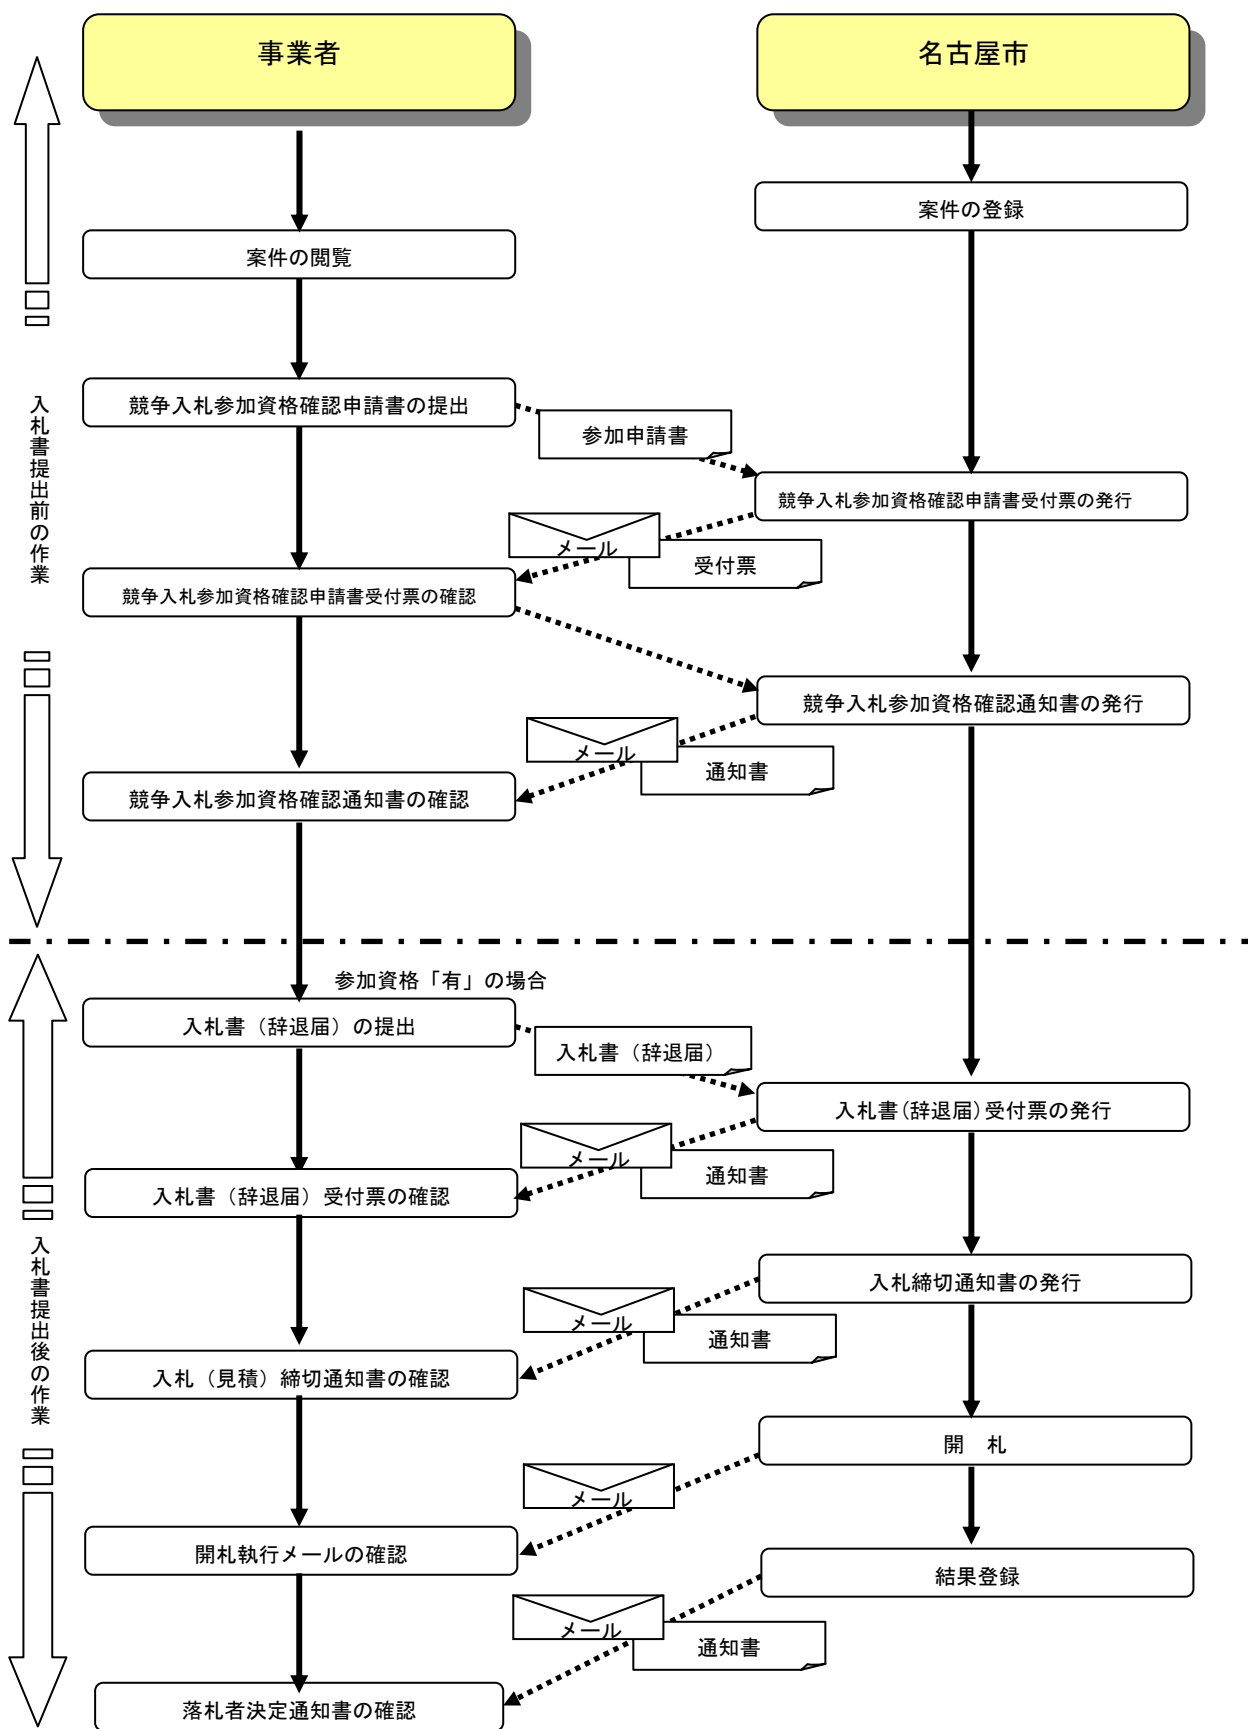 事業者
名古屋市
案件の登録
案件の閲覧
入札書提出前の作業
競争入札参加資格確認申請書の提出
参加申請書
競争入札参加資格確認申請書受付票の発行
メール
受付票
競争入札参加資格確認申請書受付票の確認
競争入札参加資格確認通知書の発行
メール
通知書
競争入札参加資格確認通知書の確認
参加資格「有」の場合
入札書（辞退届）の提出
入札書（辞退届）
入札書(辞退届)受付票の発行
メール
通知書
入札書（辞退届）受付票の確認
入札書提出後の作業
入札締切通知書の発行
メール
通知書
入札（見積）締切通知書の確認
開　札
メール
開札執行メールの確認
結果登録
メール
通知書
落札者決定通知書の確認